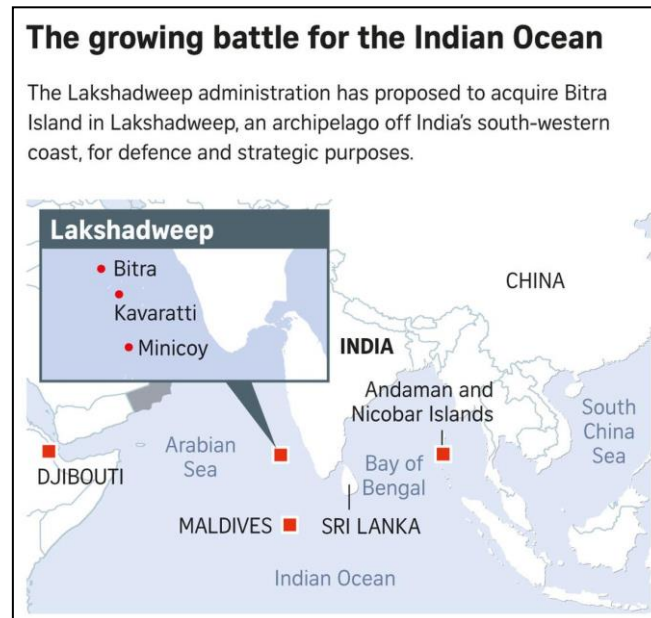 The growing battle for the Indian Ocean
The Lakshadweep administration has proposed to acquire Bitra
Island in Lakshadweep, an archipelago off India's south-western
coast, for defence and strategic purposes.
Lakshadweep
Bitra
Kavaratti
Minicoy
CHINA
INDIA
Andaman and
Nicobar Islands
South
China
Sea
Arabian
Sea
Bay of
Bengal
DJIBOUTI
MALDIVES
SRI LANKA
Indian Ocean